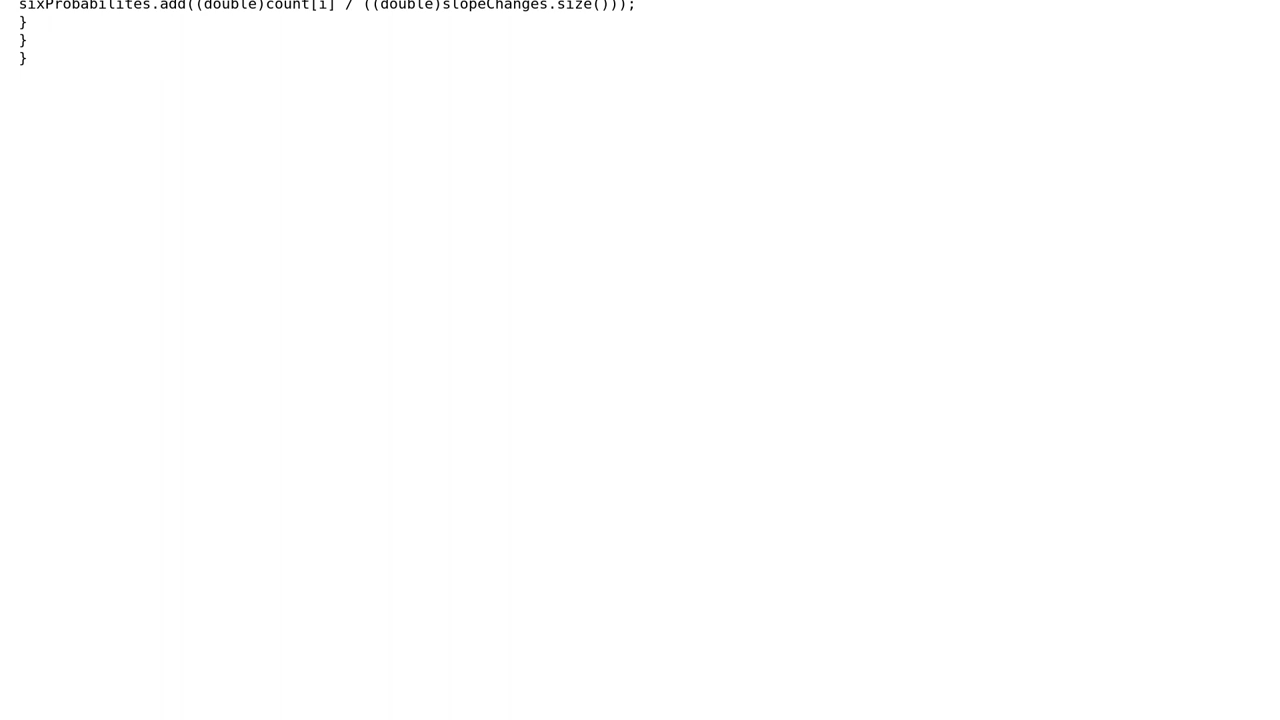 sixProbabilites.add((double)count[i] / ((double)slopeChanges.size()));
}
}
}